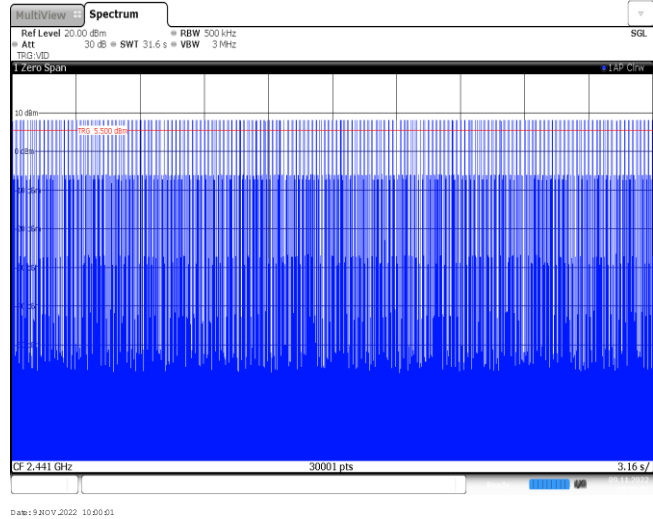 MultiView Spectrum
Ref Level 20.00 dBm RBW 500 kHz SGL
Att 30 dB SWT 31.6 s VBW 3 MHz
TRG:VID
1 Zero Span 1AP Clrw
10 dBm
TRG 5.500 dBm
0 dBm
CF 2.441 GHz 30001 pts 3.16 s/
Date: 9.NOV.2022 10:00:01